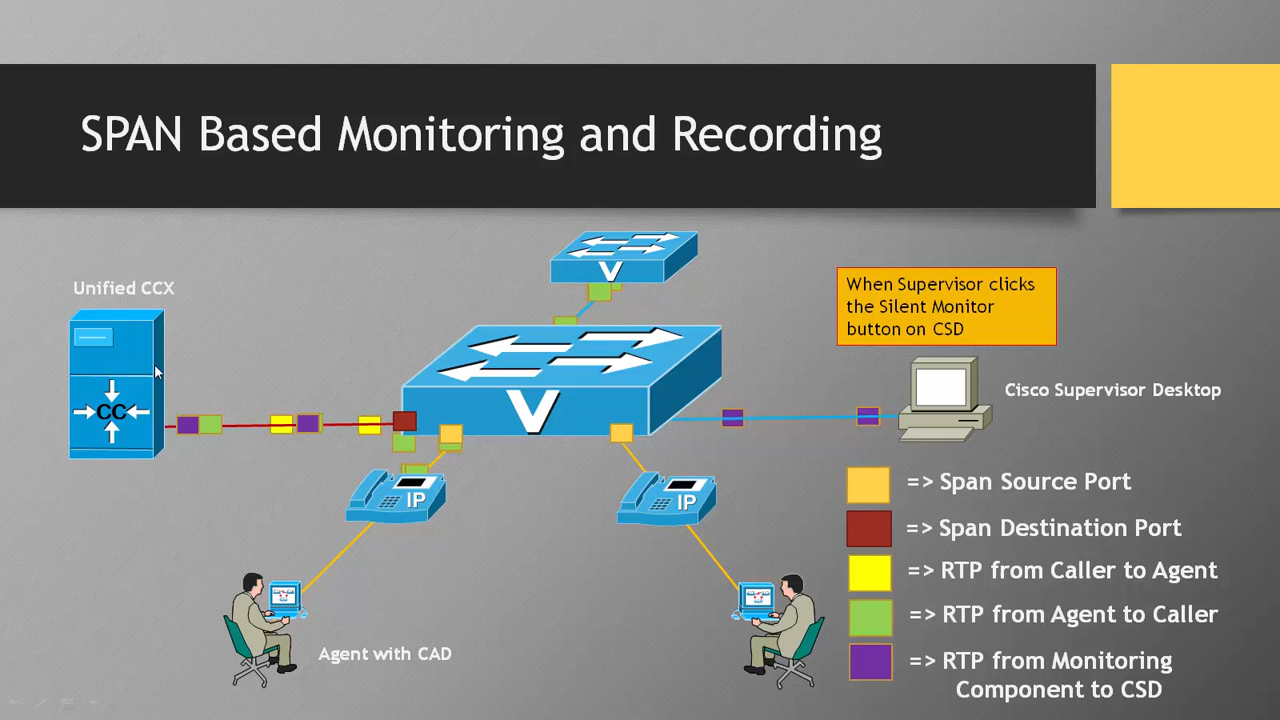 SPAN Based Monitoring and Recording
Unified CCX
When Supervisor clicks
the Silent Monitor
button on CSD
V
CC
V
Cisco Supervisor Desktop
IP
IP
=> Span Source Port
=> Span Destination Port
=> RTP from Caller to Agent
=> RTP from Agent to Caller
Agent with CAD
=> RTP from Monitoring
Component to CSD